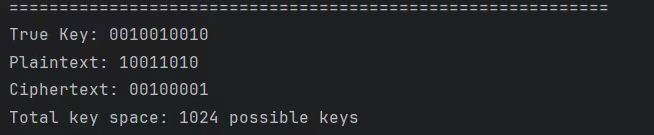 ============================================================
True Key: 0010010010
Plaintext: 10011010
Ciphertext: 00100001
Total key space: 1024 possible keys